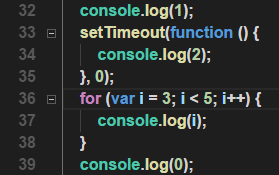 32 console.log(1);
33 setTimeout(function () {
34 console.log(2);
35 }, 0);
36 for (var i = 3; i < 5; i++) {
37 console.log(i);
38 }
39 console.log(0);